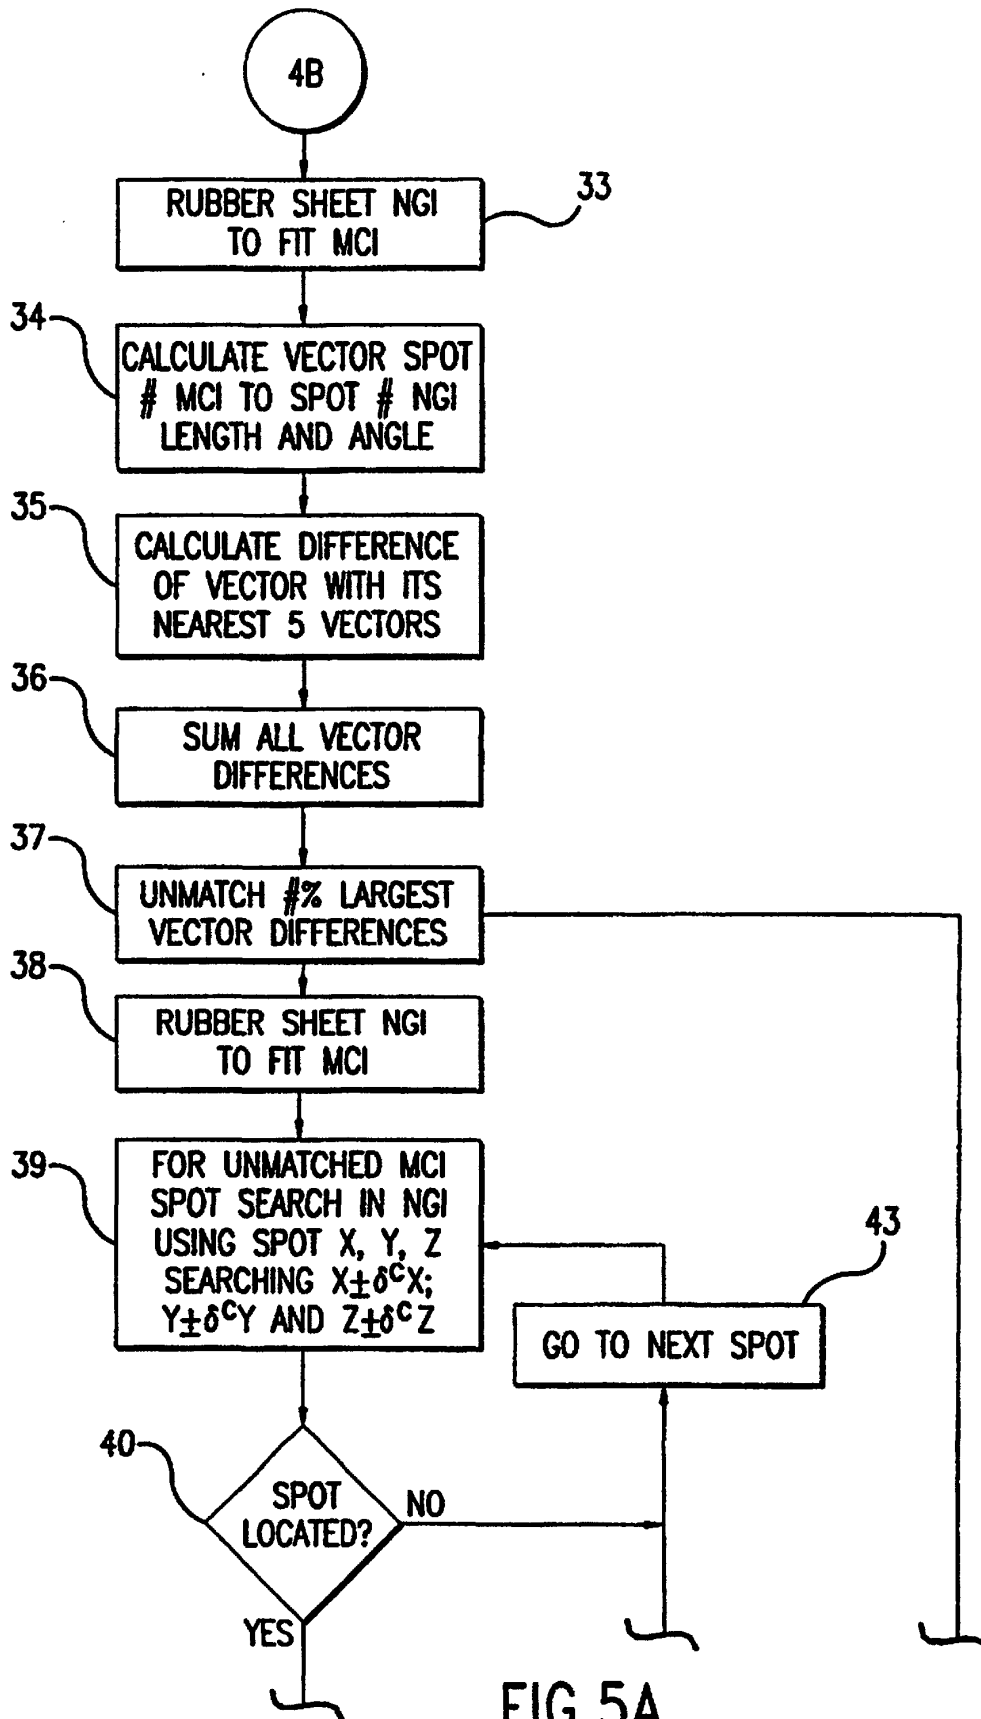 4B
RUBBER SHEET NGI
TO FIT MCI
33
34
CALCULATE VECTOR SPOT
# MCI TO SPOT # NGI
LENGTH AND ANGLE
35
CALCULATE DIFFERENCE
OF VECTOR WITH ITS
NEAREST 5 VECTORS
36
SUM ALL VECTOR
DIFFERENCES
37
UNMATCH #% LARGEST
VECTOR DIFFERENCES
38
RUBBER SHEET NGI
TO FIT MCI
39
FOR UNMATCHED MCI
SPOT SEARCH IN NGI
USING SPOT X, Y, Z
SEARCHING X±δᶜX;
Y±δᶜY AND Z±δᶜZ
43
GO TO NEXT SPOT
40
SPOT
LOCATED?
NO
YES
FIG.5A